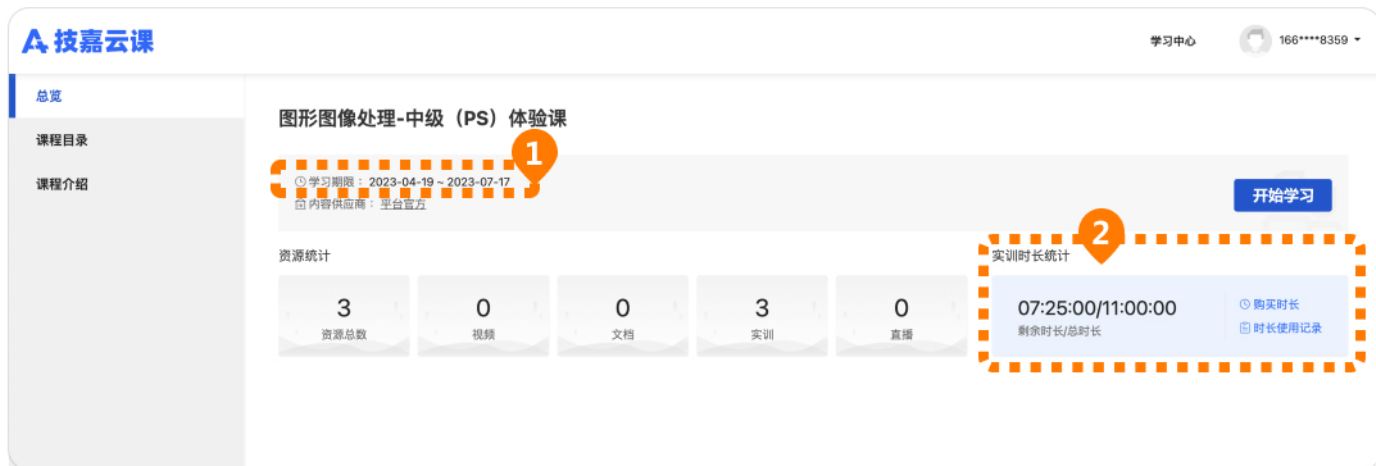 技嘉云课
学习中心
166****8359
总览
课程目录
课程介绍
图形图像处理-中级（PS）体验课
1
学习期限： 2023-04-19 ~ 2023-07-17
内容供应商： 平台官方
开始学习
资源统计
3
资源总数
0
视频
0
文档
3
实训
0
直播
2
实训时长统计
07:25:00/11:00:00
剩余时长/总时长
购买时长
时长使用记录